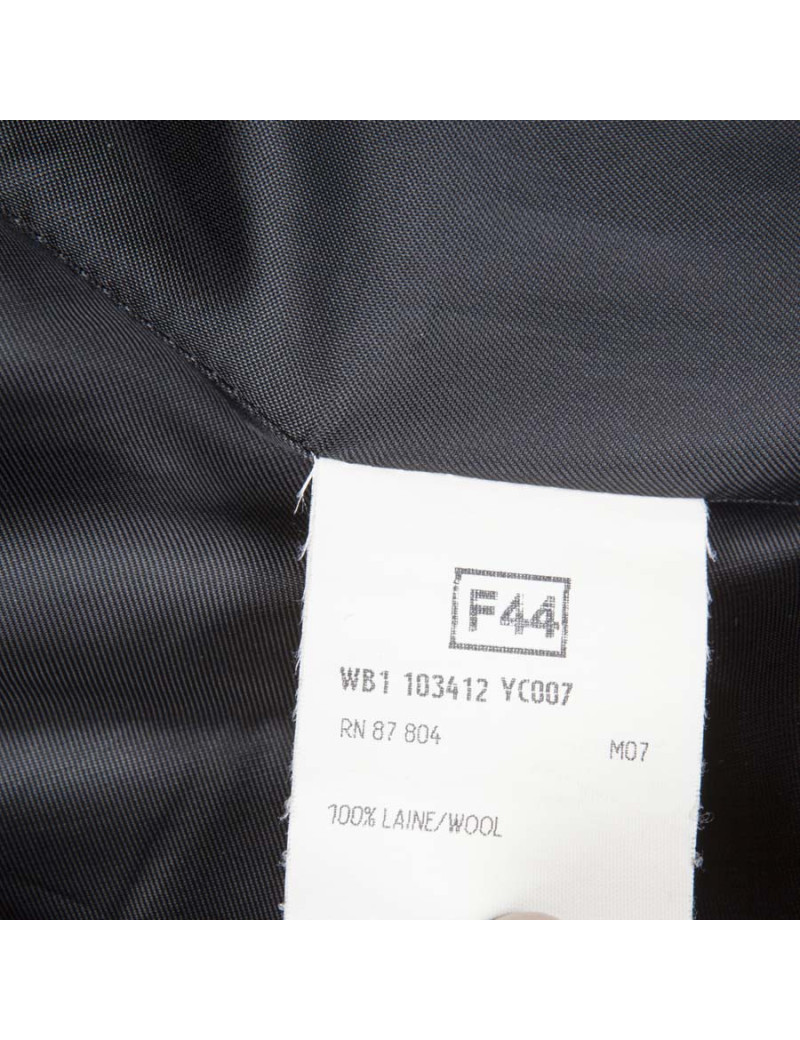 F44
WB1 103412 YC007
RN 87 804
M07
100% LAINE/WOOL